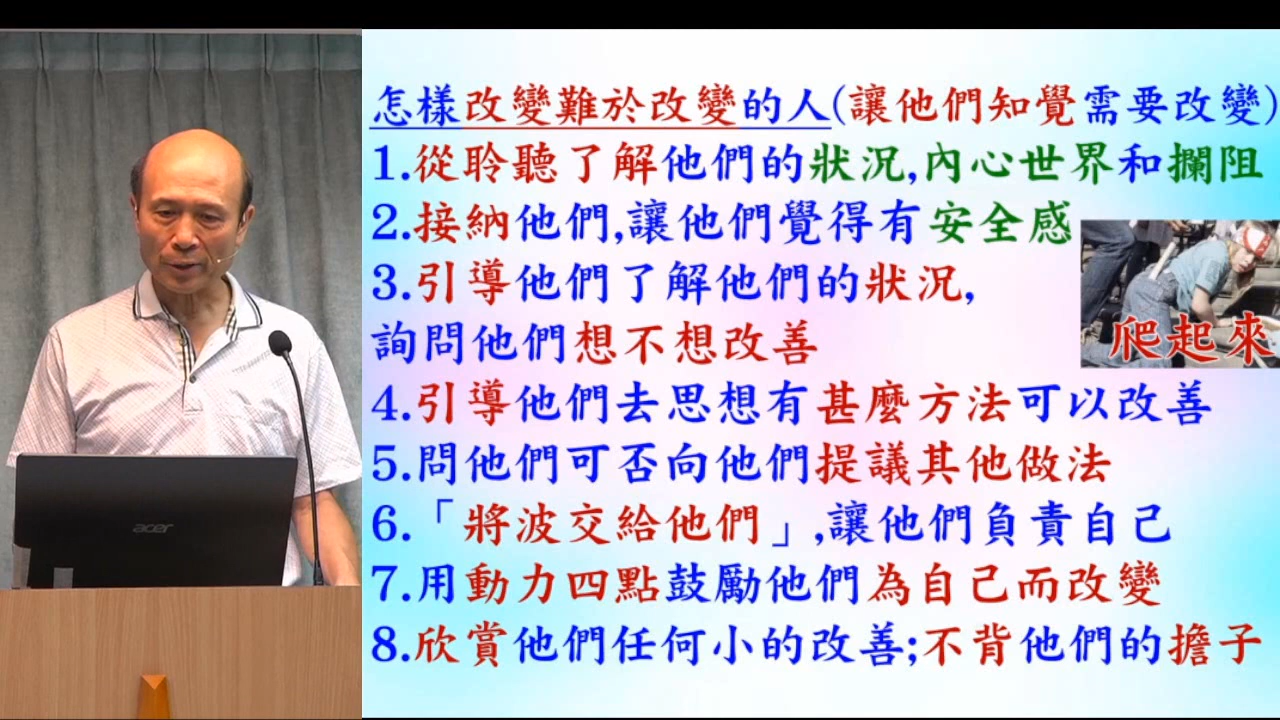 怎樣改變難於改變的人(讓他們知覺需要改變)
1.從聆聽了解他們的狀況,內心世界和攔阻
2.接納他們,讓他們覺得有安全感
3.引導他們了解他們的狀況,
詢問他們想不想改善
爬起來
4.引導他們去思想有甚麼方法可以改善
5.問他們可否向他們提議其他做法
6.「將波交給他們」,讓他們負責自己
7.用動力四點鼓勵他們為自己而改變
8.欣賞他們任何小的改善;不背他們的擔子
acer